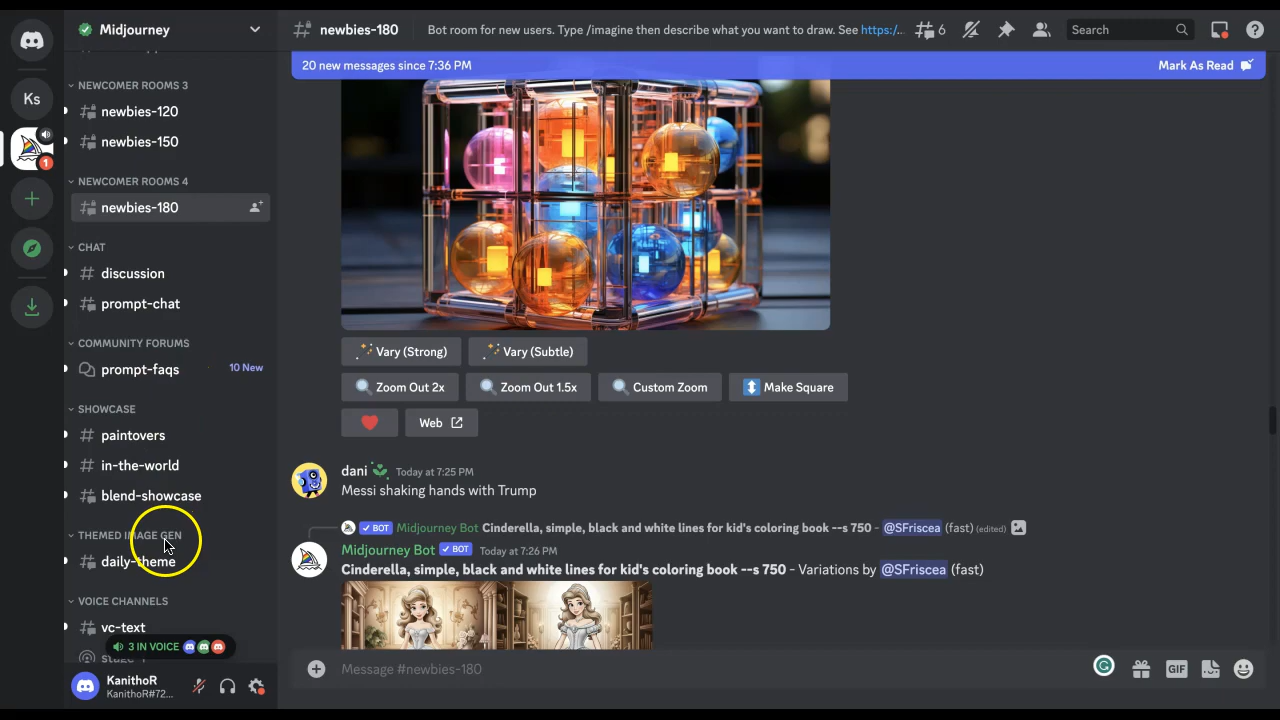 Midjourney
newbies-180
Bot room for new users. Type /imagine then describe what you want to draw. See https:/...
6
Search
20 new messages since 7:36 PM
Mark As Read
Ks
1
NEWCOMER ROOMS 3
newbies-120
newbies-150
NEWCOMER ROOMS 4
newbies-180
CHAT
discussion
prompt-chat
COMMUNITY FORUMS
prompt-faqs
10 New
SHOWCASE
paintovers
in-the-world
blend-showcase
THEMED IMAGE GEN
daily-theme
VOICE CHANNELS
vc-text
3 IN VOICE
KanithoR
KanithoR#72...
Vary (Strong)
Vary (Subtle)
Zoom Out 2x
Zoom Out 1.5x
Custom Zoom
Make Square
Web
dani Today at 7:25 PM
Messi shaking hands with Trump
BOT Midjourney Bot Cinderella, simple, black and white lines for kid's coloring book --s 750 - @SFriscea (fast) (edited)
Midjourney Bot BOT Today at 7:26 PM
Cinderella, simple, black and white lines for kid's coloring book --s 750 - Variations by @SFriscea (fast)
Message #newbies-180
GIF